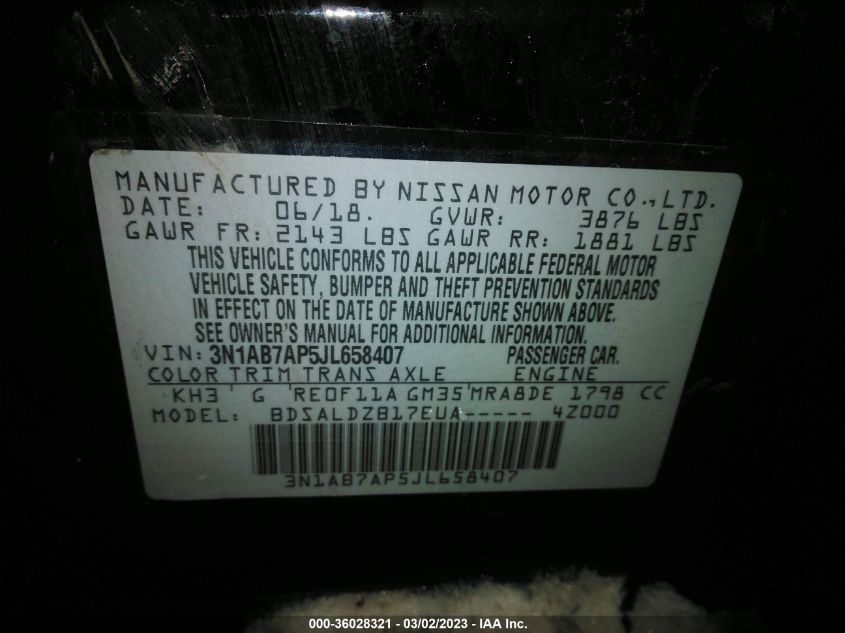 MANUFACTURED BY NISSAN MOTOR CO., LTD.
DATE: 06/18. GVWR: 3876 LBS
GAWR FR: 2143 LBS GAWR RR: 1881 LBS
THIS VEHICLE CONFORMS TO ALL APPLICABLE FEDERAL MOTOR
VEHICLE SAFETY, BUMPER AND THEFT PREVENTION STANDARDS
IN EFFECT ON THE DATE OF MANUFACTURE SHOWN ABOVE.
SEE OWNER'S MANUAL FOR ADDITIONAL INFORMATION.
VIN: 3N1AB7AP5JL658407 PASSENGER CAR.
COLOR TRIM TRANS AXLE ENGINE
KH3 ' G 'RE0F11A GM35'MRA8DE 1798 CC
MODEL: BDSALDZB17EUA----- 4Z000
3N1AB7AP5JL658407
000-36028321 - 03/02/2023 - IAA Inc.